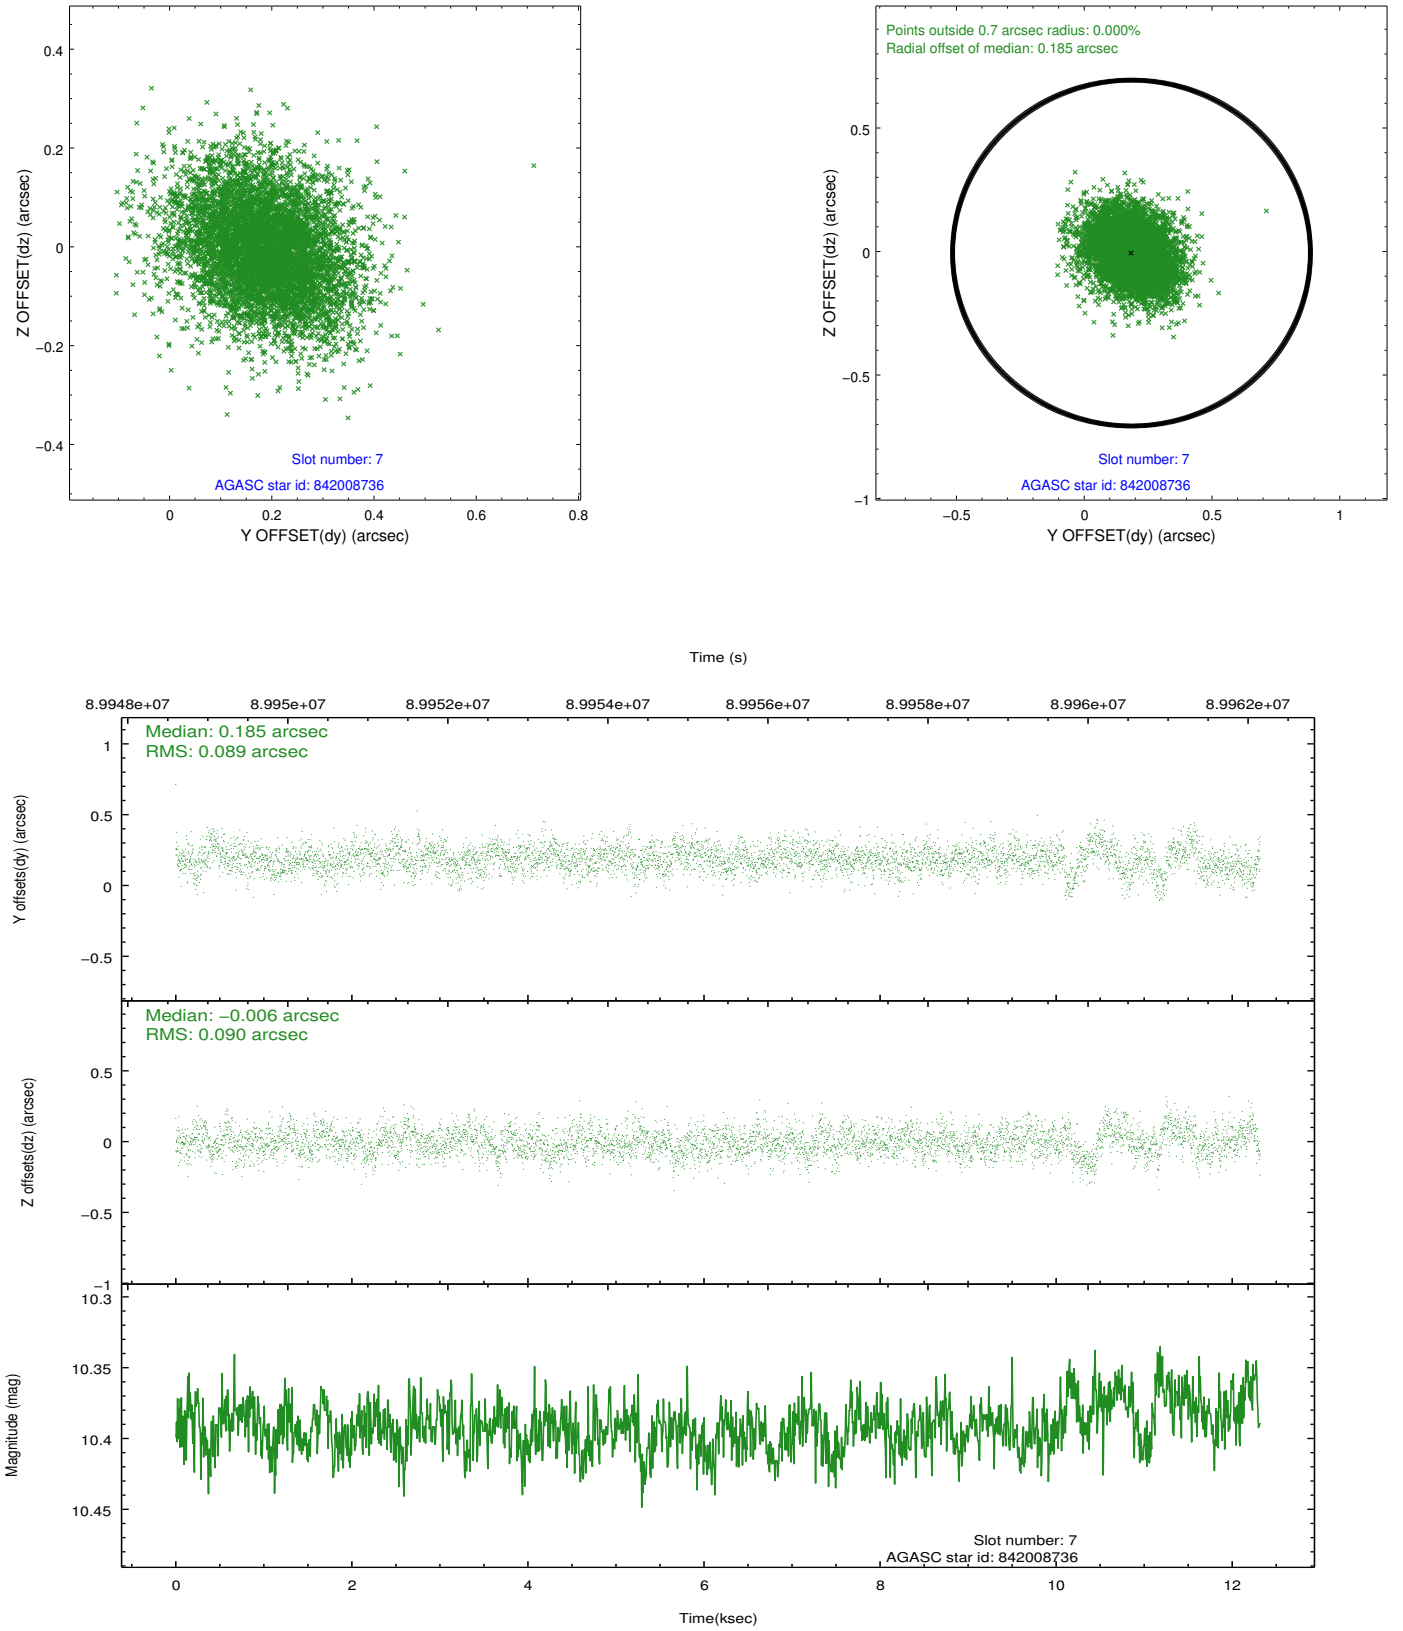 0.4
0.2
0
−0.2
−0.4
Z OFFSET(dz) (arcsec)
Slot number: 7
AGASC star id: 842008736
0 0.2 0.4 0.6 0.8
Y OFFSET(dy) (arcsec)
Points outside 0.7 arcsec radius: 0.000%
Radial offset of median: 0.185 arcsec
0.5
0
−0.5
−1
Z OFFSET(dz) (arcsec)
Slot number: 7
AGASC star id: 842008736
−0.5 0 0.5 1
Y OFFSET(dy) (arcsec)
Time (s)
8.9948e+07 8.995e+07 8.9952e+07 8.9954e+07 8.9956e+07 8.9958e+07 8.996e+07 8.9962e+07
Median: 0.185 arcsec
RMS: 0.089 arcsec
1
0.5
0
−0.5
Y offsets(dy) (arcsec)
Median: −0.006 arcsec
RMS: 0.090 arcsec
0.5
0
−0.5
−1
Z offsets(dz) (arcsec)
10.3
10.35
10.4
10.45
Magnitude (mag)
Slot number: 7
AGASC star id: 842008736
0 2 4 6 8 10 12
Time(ksec)